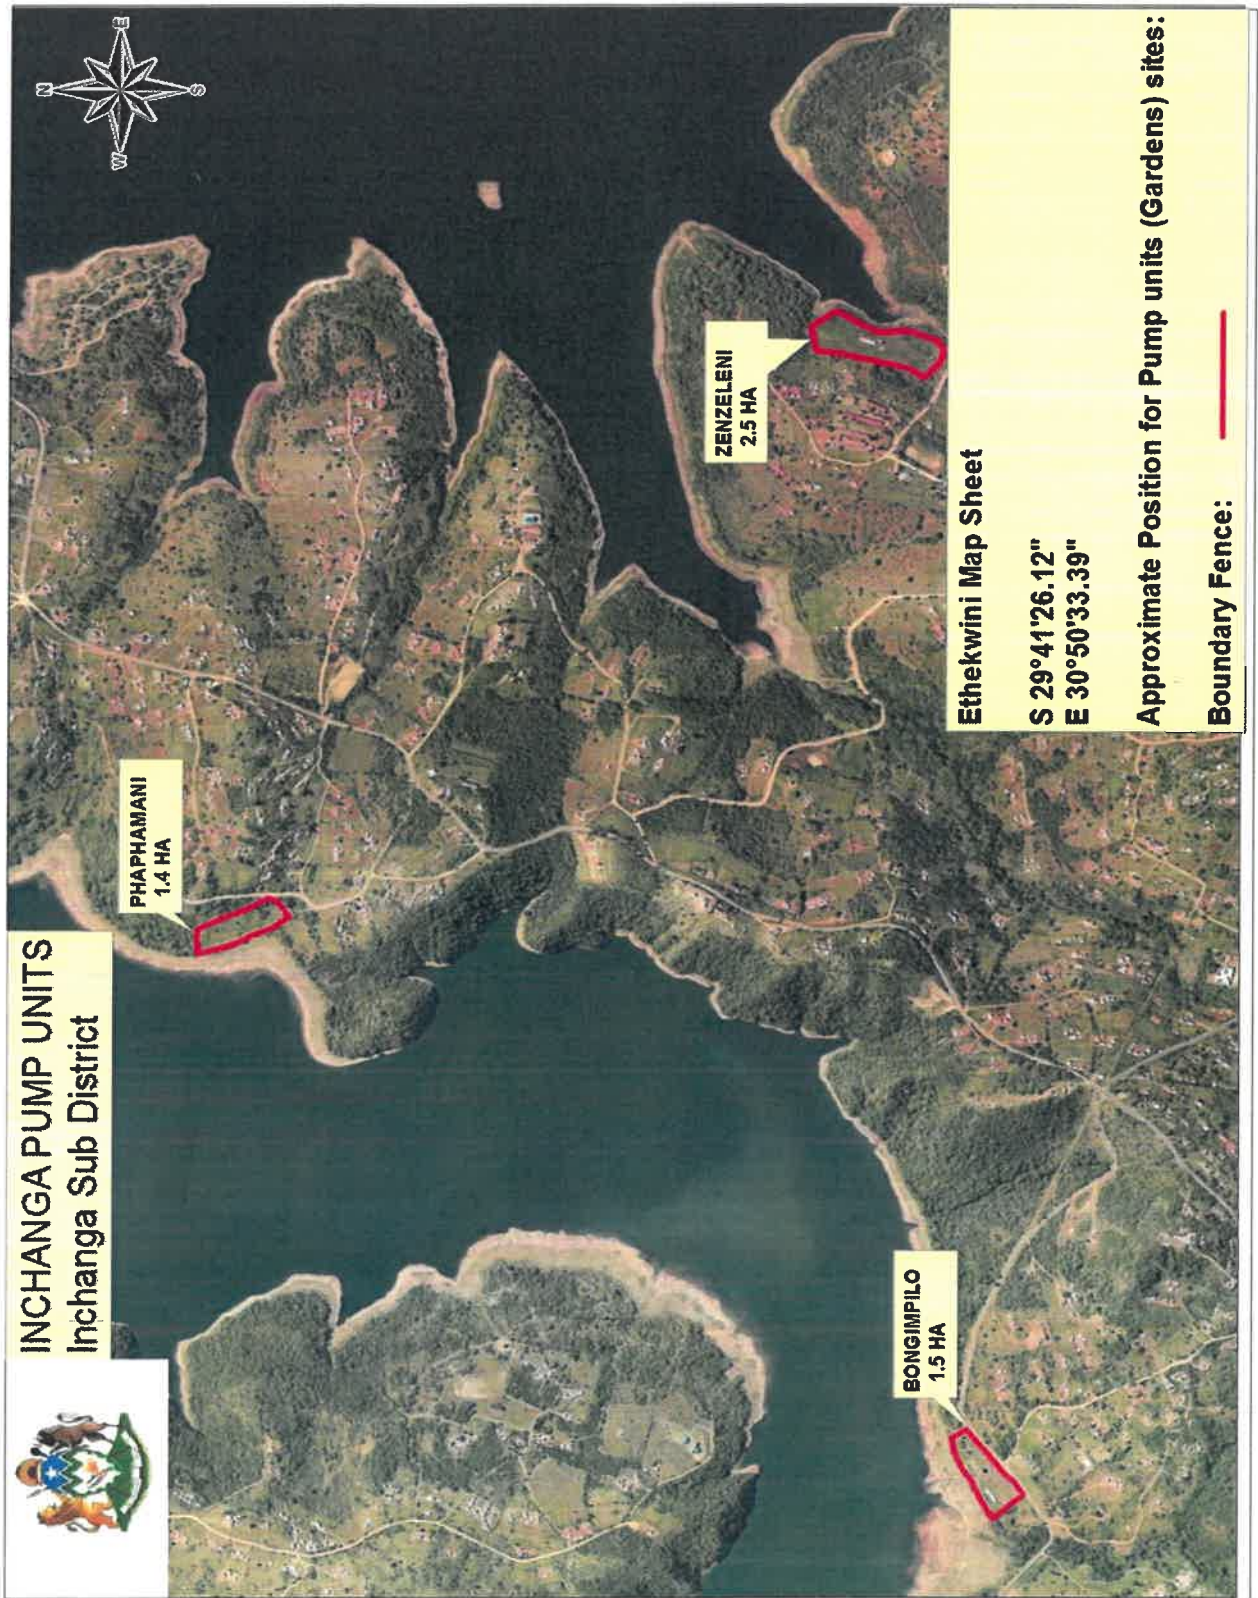 INCHANGA PUMP UNITS
Inchanga Sub District
N
E
S
W
PHAPHAMANI
1.4 HA
ZENZELENI
2.5 HA
BONGIMPILO
1.5 HA
Ethekwini Map Sheet
S 29°41'26.12"
E 30°50'33.39"
Approximate Position for Pump units (Gardens) sites:
Boundary Fence: